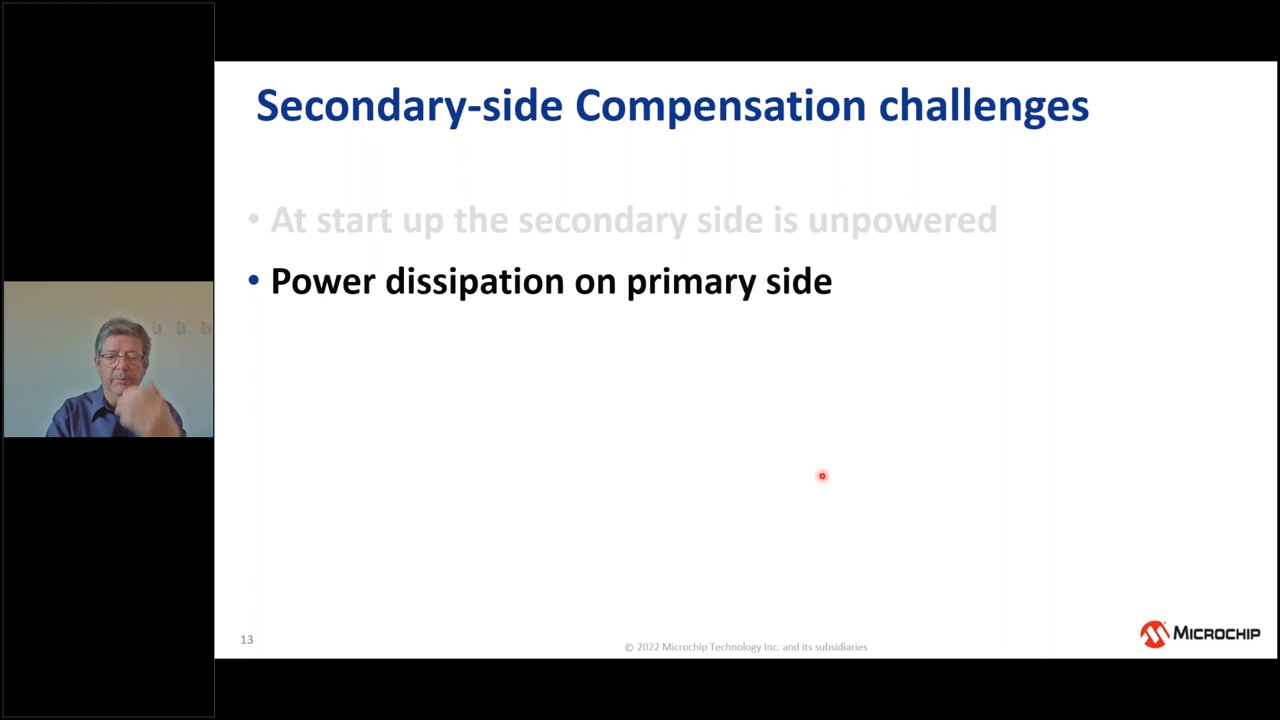 Secondary-side Compensation challenges
• At start up the secondary side is unpowered
• Power dissipation on primary side
13
© 2022 Microchip Technology Inc. and its subsidiaries
MICROCHIP